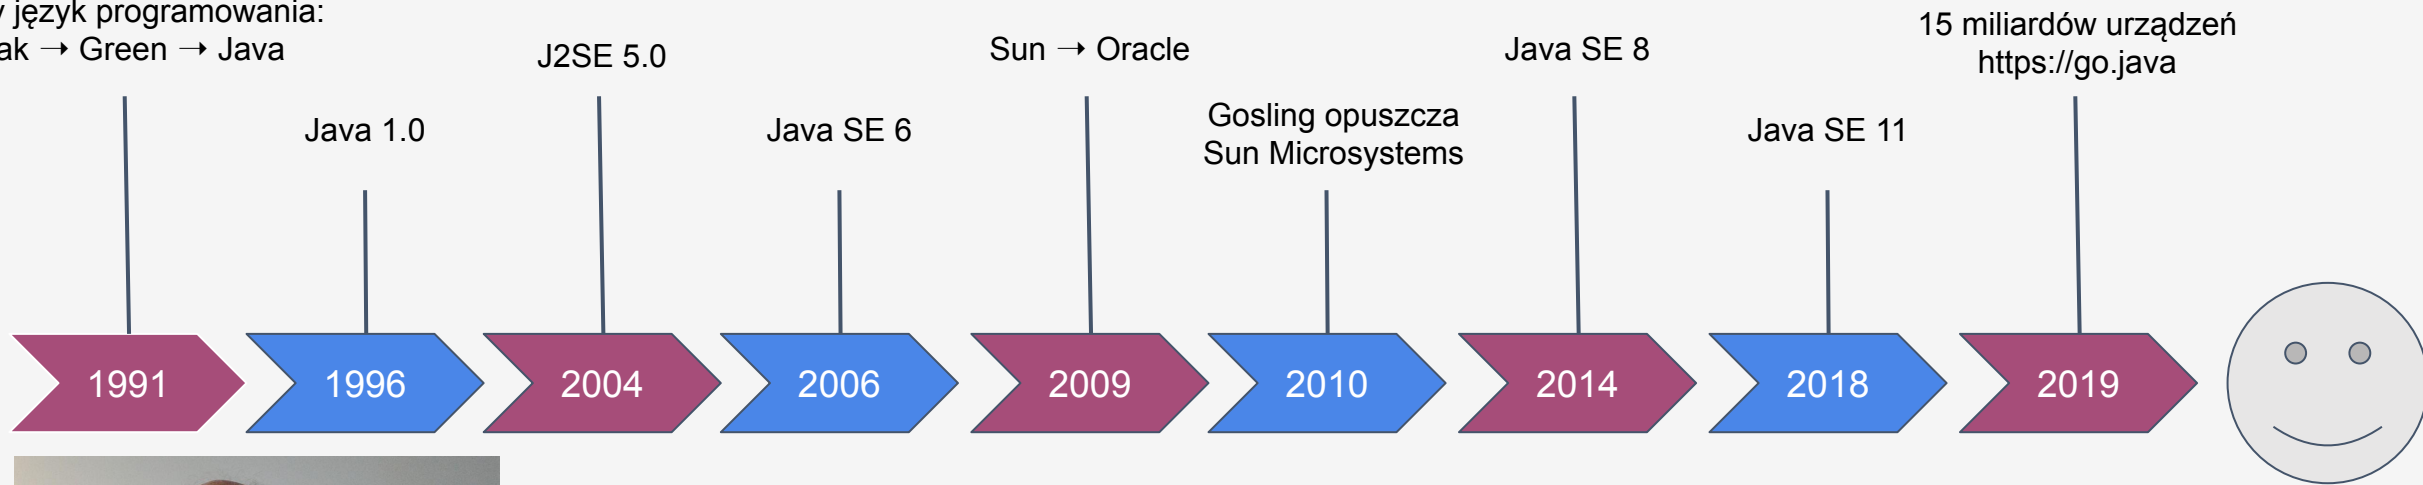 język programowania:
→ Green → Java
Java 1.0
J2SE 5.0
Java SE 6
Sun → Oracle
Gosling opuszcza
Sun Microsystems
Java SE 8
Java SE 11
15 miliardów urządzeń
https://go.java
1991
1996
2004
2006
2009
2010
2014
2018
2019